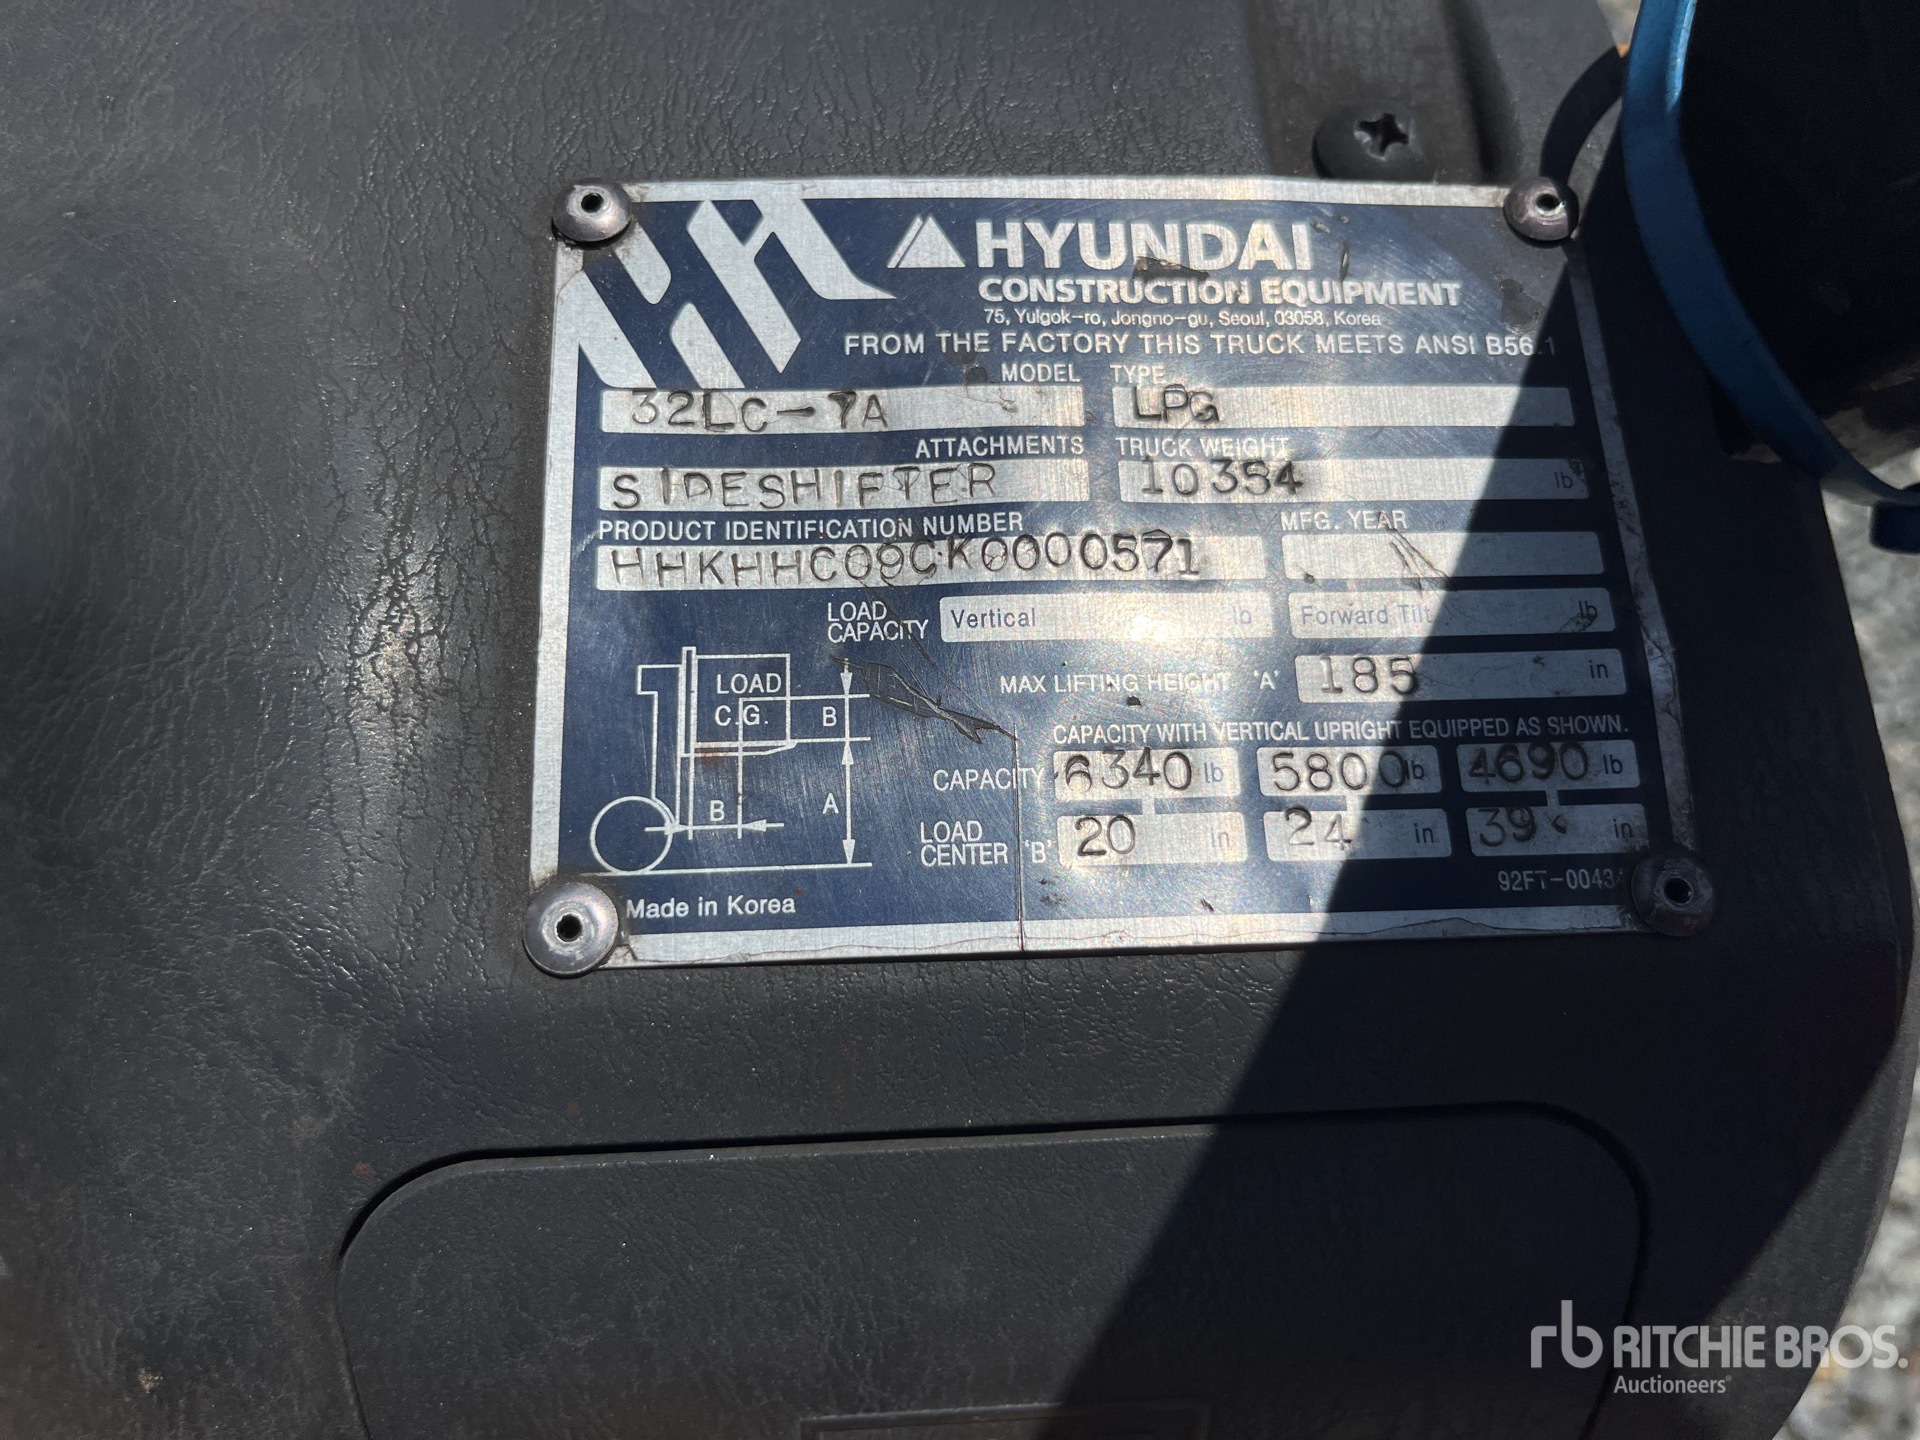 HYUNDAI
CONSTRUCTION EQUIPMENT
75, Yulgok-ro, Jongno-gu, Seoul, 03058, Korea
FROM THE FACTORY THIS TRUCK MEETS ANSI B56.1
MODEL TYPE
32LC-7A LPG
ATTACHMENTS TRUCK WEIGHT
SIDESHIFTER 10354 lb
PRODUCT IDENTIFICATION NUMBER MFG. YEAR
HHKHHC09CK0000571
LOAD CAPACITY Vertical lb Forward Tilt lb
MAX LIFTING HEIGHT 'A' 185 in
LOAD
C.G. B
CAPACITY WITH VERTICAL UPRIGHT EQUIPPED AS SHOWN.
CAPACITY 6340 lb 5800 lb 4690 lb
B A
LOAD CENTER 'B' 20 in 24 in 39 in
92FT-0043
Made in Korea
rb RITCHIE BROS.
Auctioneers